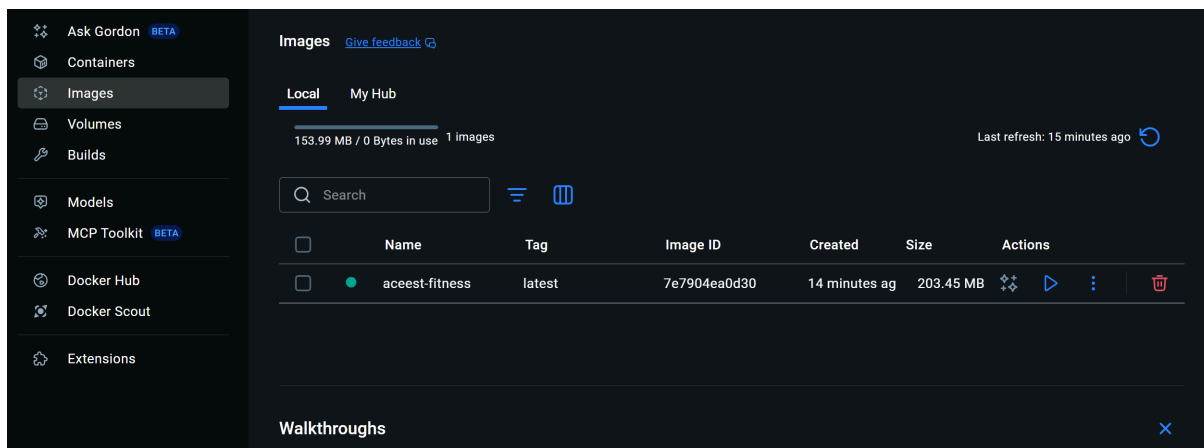 Ask Gordon BETA
Containers
Images
Volumes
Builds
Models
MCP Toolkit BETA
Docker Hub
Docker Scout
Extensions
Images Give feedback
Local My Hub
153.99 MB / 0 Bytes in use 1 images
Last refresh: 15 minutes ago
Search
Name Tag Image ID Created Size Actions
aceest-fitness latest 7e7904ea0d30 14 minutes ag 203.45 MB
Walkthroughs